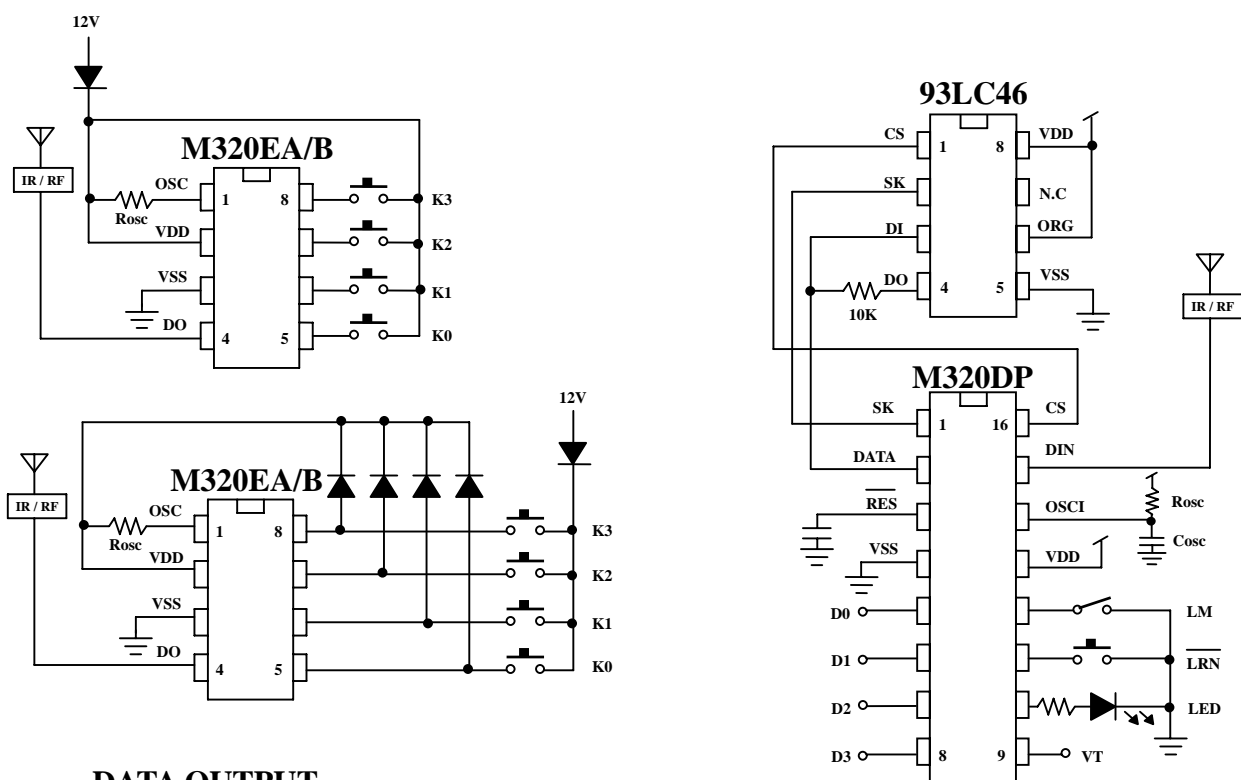 12V
M320EA/B
IR / RF
OSC
1
8
K3
Rosc
VDD
K2
VSS
K1
DO
4
5
K0
12V
M320EA/B
IR / RF
OSC
1
8
K3
Rosc
VDD
K2
VSS
K1
DO
4
5
K0
DATA OUTPUT
93LC46
CS
1
8
VDD
SK
N.C
DI
ORG
DO
4
5
VSS
10K
IR / RF
M320DP
SK
1
16
CS
DATA
DIN
RES
OSCI
Rosc
Cosc
VSS
VDD
D0
LM
D1
LRN
D2
LED
D3
8
9
VT